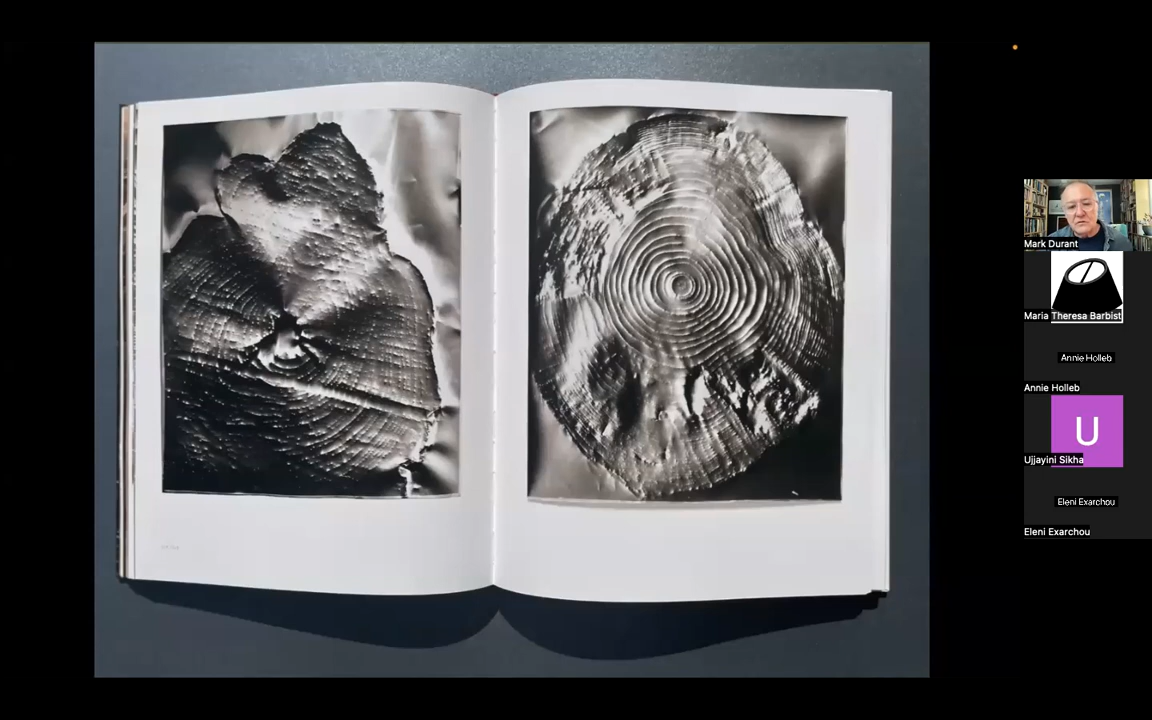 Mark Durant
Maria Theresa Barbist
Annie Holleb
Annie Holleb
U
Ujjayini Sikha
Eleni Exarchou
Eleni Exarchou